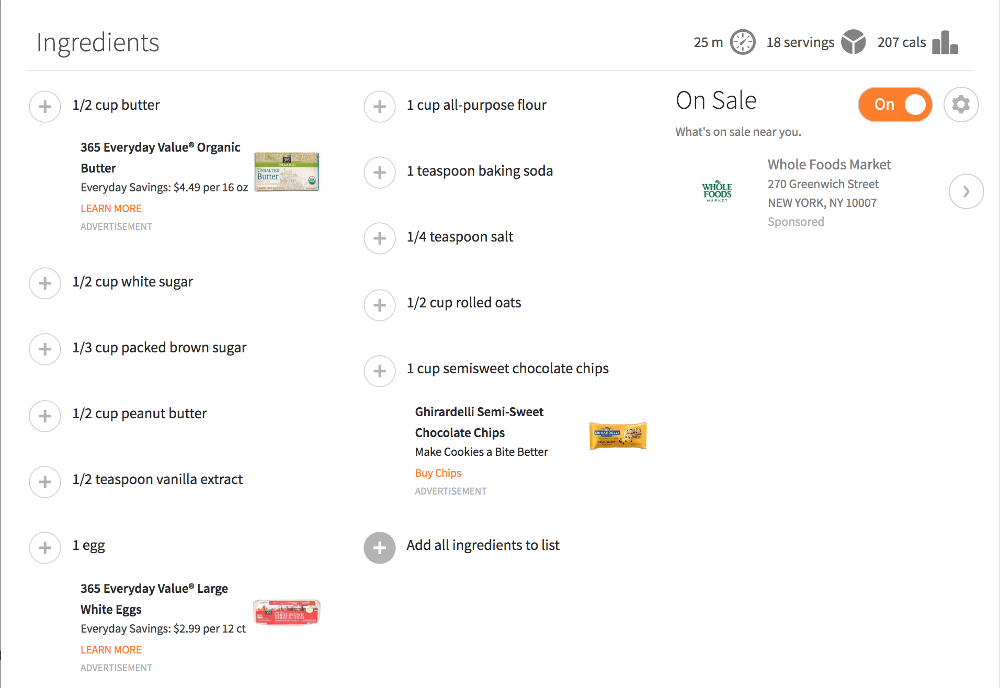 Ingredients
25 m
18 servings
207 cals
1/2 cup butter
365 Everyday Value® Organic
Butter
Everyday Savings: $4.49 per 16 oz
LEARN MORE
ADVERTISEMENT
365
ORGANIC
UNSALTED
Butter
1/2 cup white sugar
1/3 cup packed brown sugar
1/2 cup peanut butter
1/2 teaspoon vanilla extract
1 egg
365 Everyday Value® Large
White Eggs
Everyday Savings: $2.99 per 12 ct
LEARN MORE
ADVERTISEMENT
365
LARGE BROWN
GRADE A • EGGS
1 cup all-purpose flour
1 teaspoon baking soda
1/4 teaspoon salt
1/2 cup rolled oats
1 cup semisweet chocolate chips
Ghirardelli Semi-Sweet
Chocolate Chips
Make Cookies a Bite Better
Buy Chips
ADVERTISEMENT
GHIRARDELLI
SEMI-SWEET
Add all ingredients to list
On Sale
On
What's on sale near you.
WHOLE
FOODS
MARKET
Whole Foods Market
270 Greenwich Street
NEW YORK, NY 10007
Sponsored